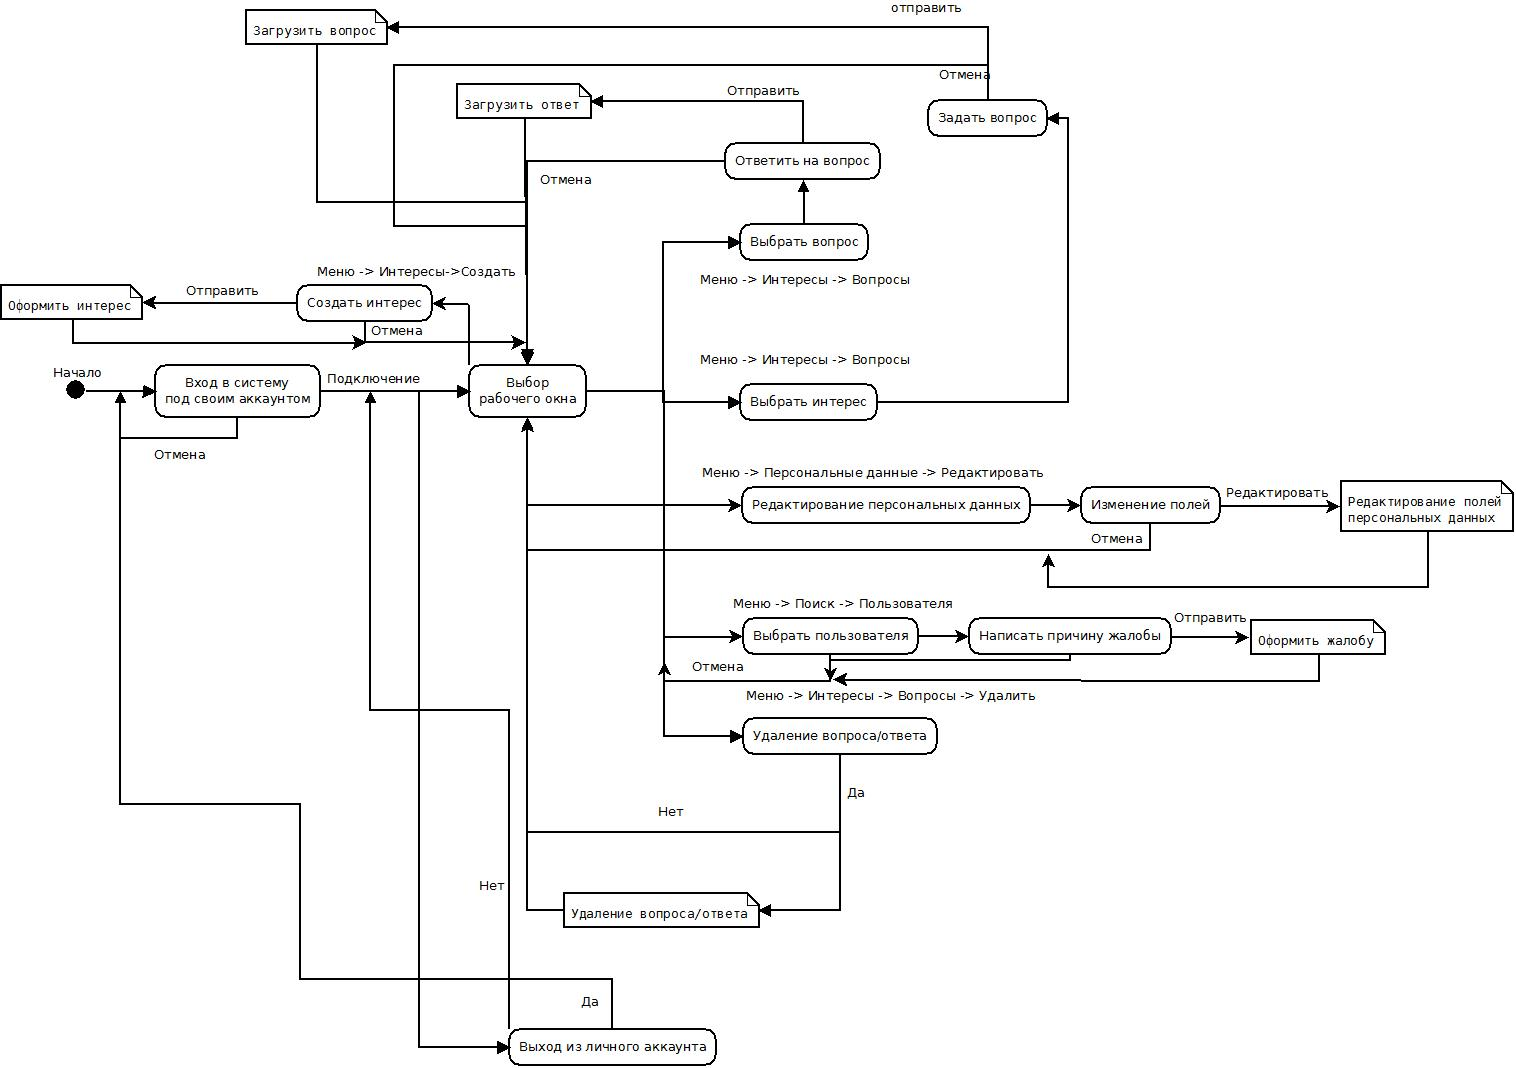 отправить
Загрузить вопрос
Отмена
Отправить
Загрузить ответ
Задать вопрос
Ответить на вопрос
Отмена
Выбрать вопрос
Меню -> Интересы->Создать
Меню -> Интересы -> Вопросы
Отправить
Оформить интерес
Создать интерес
Отмена
Меню -> Интересы -> Вопросы
Начало
Подключение
Вход в систему
под своим аккаунтом
Выбор
рабочего окна
Выбрать интерес
Отмена
Меню -> Персональные данные -> Редактировать
Редактирование персональных данных
Изменение полей
Редактировать
Редактирование полей
персональных данных
Отмена
Меню -> Поиск -> Пользователя
Выбрать пользователя
Написать причину жалобы
Отправить
Оформить жалобу
Отмена
Меню -> Интересы -> Вопросы -> Удалить
Удаление вопроса/ответа
Да
Нет
Нет
Удаление вопроса/ответа
Да
Выход из личного аккаунта